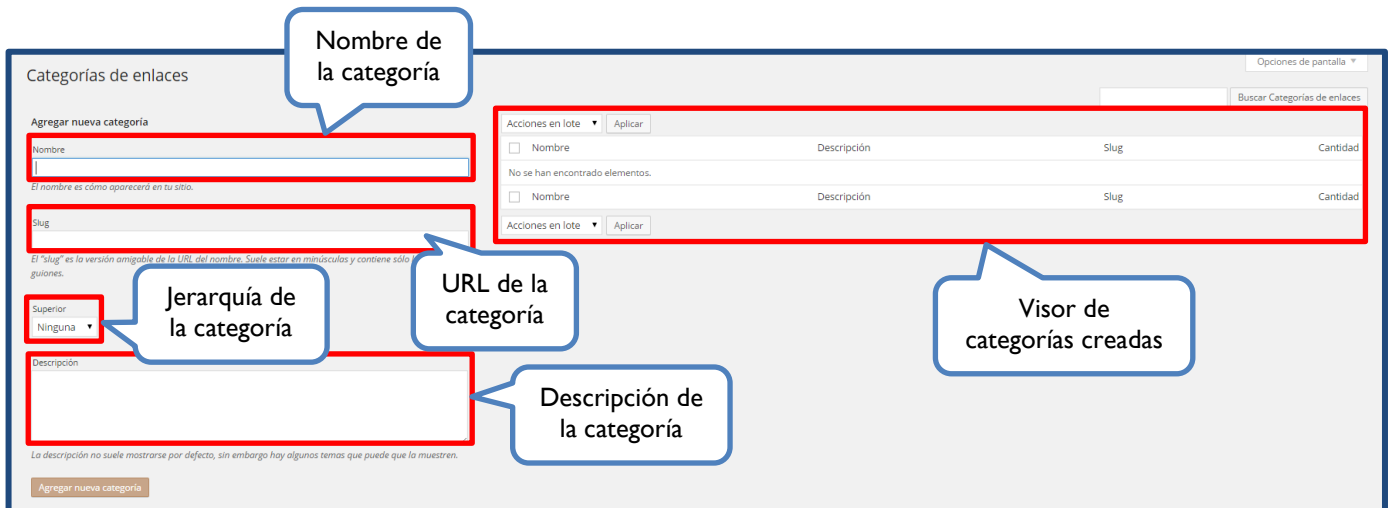 Nombre de
la categoría
Categorías de enlaces
Opciones de pantalla
Buscar Categorías de enlaces
Agregar nueva categoría
Nombre
El nombre es cómo aparecerá en tu sitio.
Slug
El "slug" es la versión amigable de la URL del nombre. Suele estar en minúsculas y contiene sólo
guiones.
URL de la
categoría
Superior
Ninguna
Jerarquía de
la categoría
Descripción
Descripción de
la categoría
La descripción no suele mostrarse por defecto, sin embargo hay algunos temas que puede que la muestren.
Agregar nueva categoría
Acciones en lote Aplicar
Nombre Descripción Slug Cantidad
No se han encontrado elementos.
Nombre Descripción Slug Cantidad
Acciones en lote Aplicar
Visor de
categorías creadas